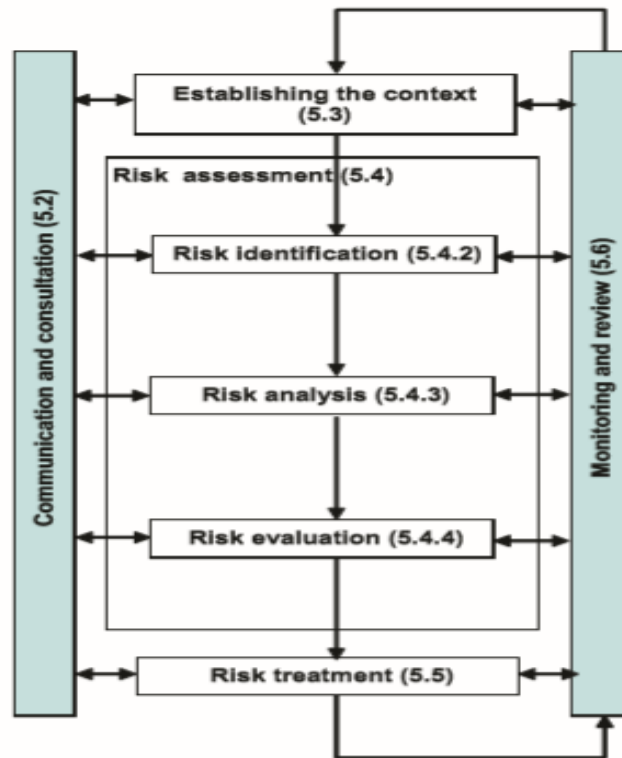 Establishing the context
(5.3)
Risk assessment (5.4)
Risk identification (5.4.2)
Risk analysis (5.4.3)
Risk evaluation (5.4.4)
Risk treatment (5.5)
Communication and consultation (5.2)
Monitoring and review (5.6)